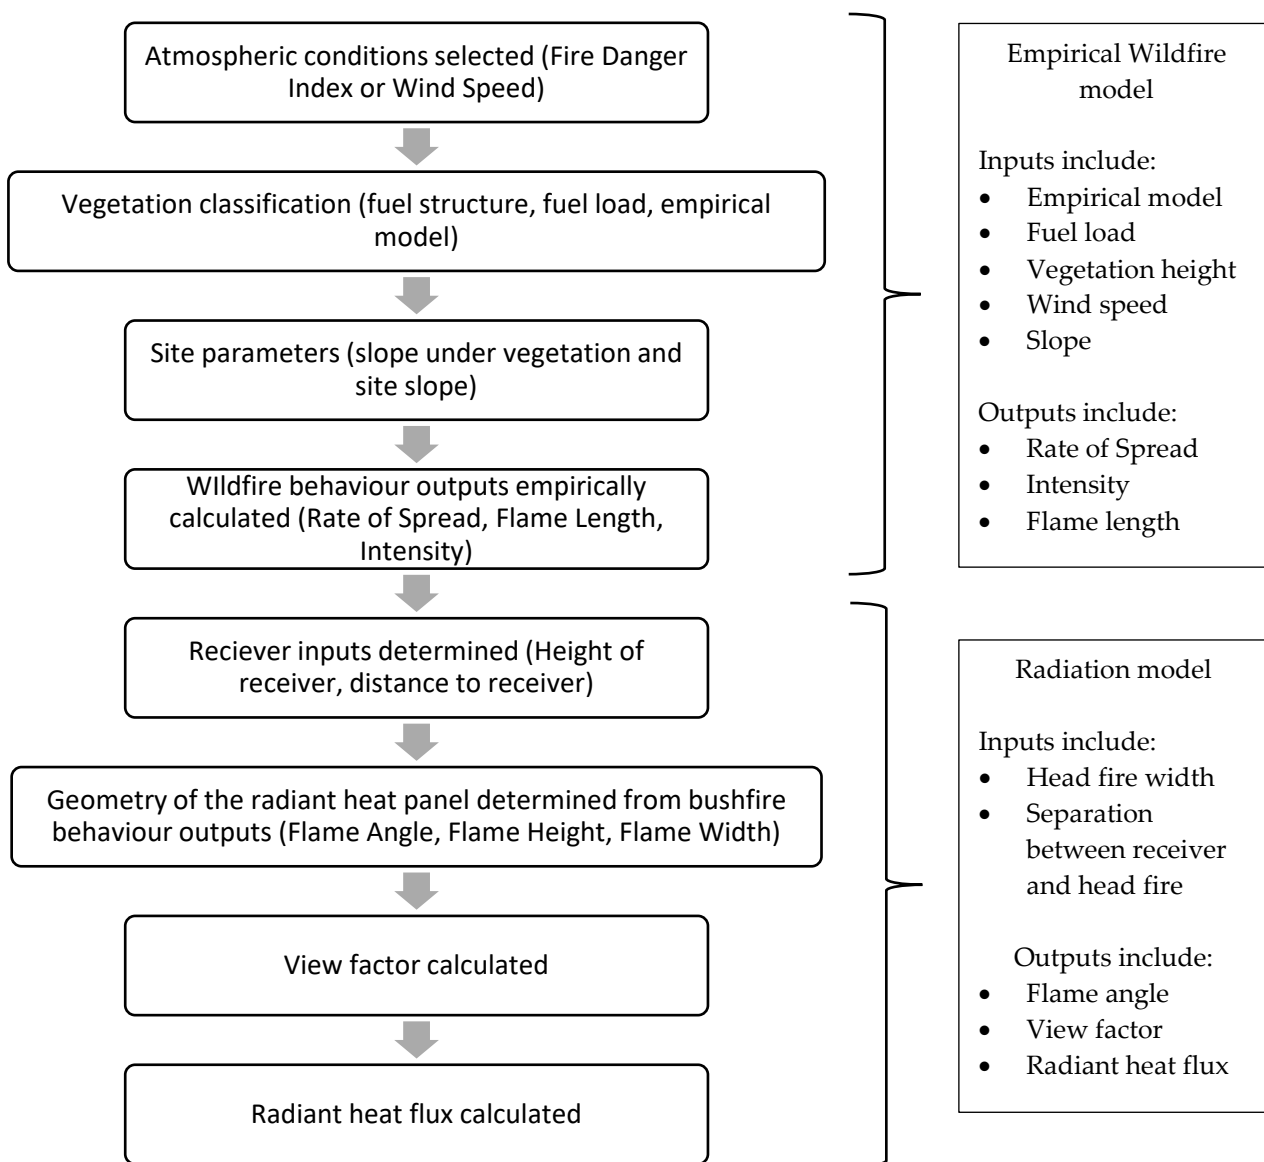 Atmospheric conditions selected (Fire Danger
Index or Wind Speed)
Vegetation classification (fuel structure, fuel load, empirical
model)
Site parameters (slope under vegetation and
site slope)
WIldfire behaviour outputs empirically
calculated (Rate of Spread, Flame Length,
Intensity)
Reciever inputs determined (Height of
receiver, distance to receiver)
Geometry of the radiant heat panel determined from bushfire
behaviour outputs (Flame Angle, Flame Height, Flame Width)
View factor calculated
Radiant heat flux calculated
Empirical Wildfire
model
Inputs include:
• Empirical model
• Fuel load
• Vegetation height
• Wind speed
• Slope
Outputs include:
• Rate of Spread
• Intensity
• Flame length
Radiation model
Inputs include:
• Head fire width
• Separation
between receiver
and head fire
Outputs include:
• Flame angle
• View factor
• Radiant heat flux